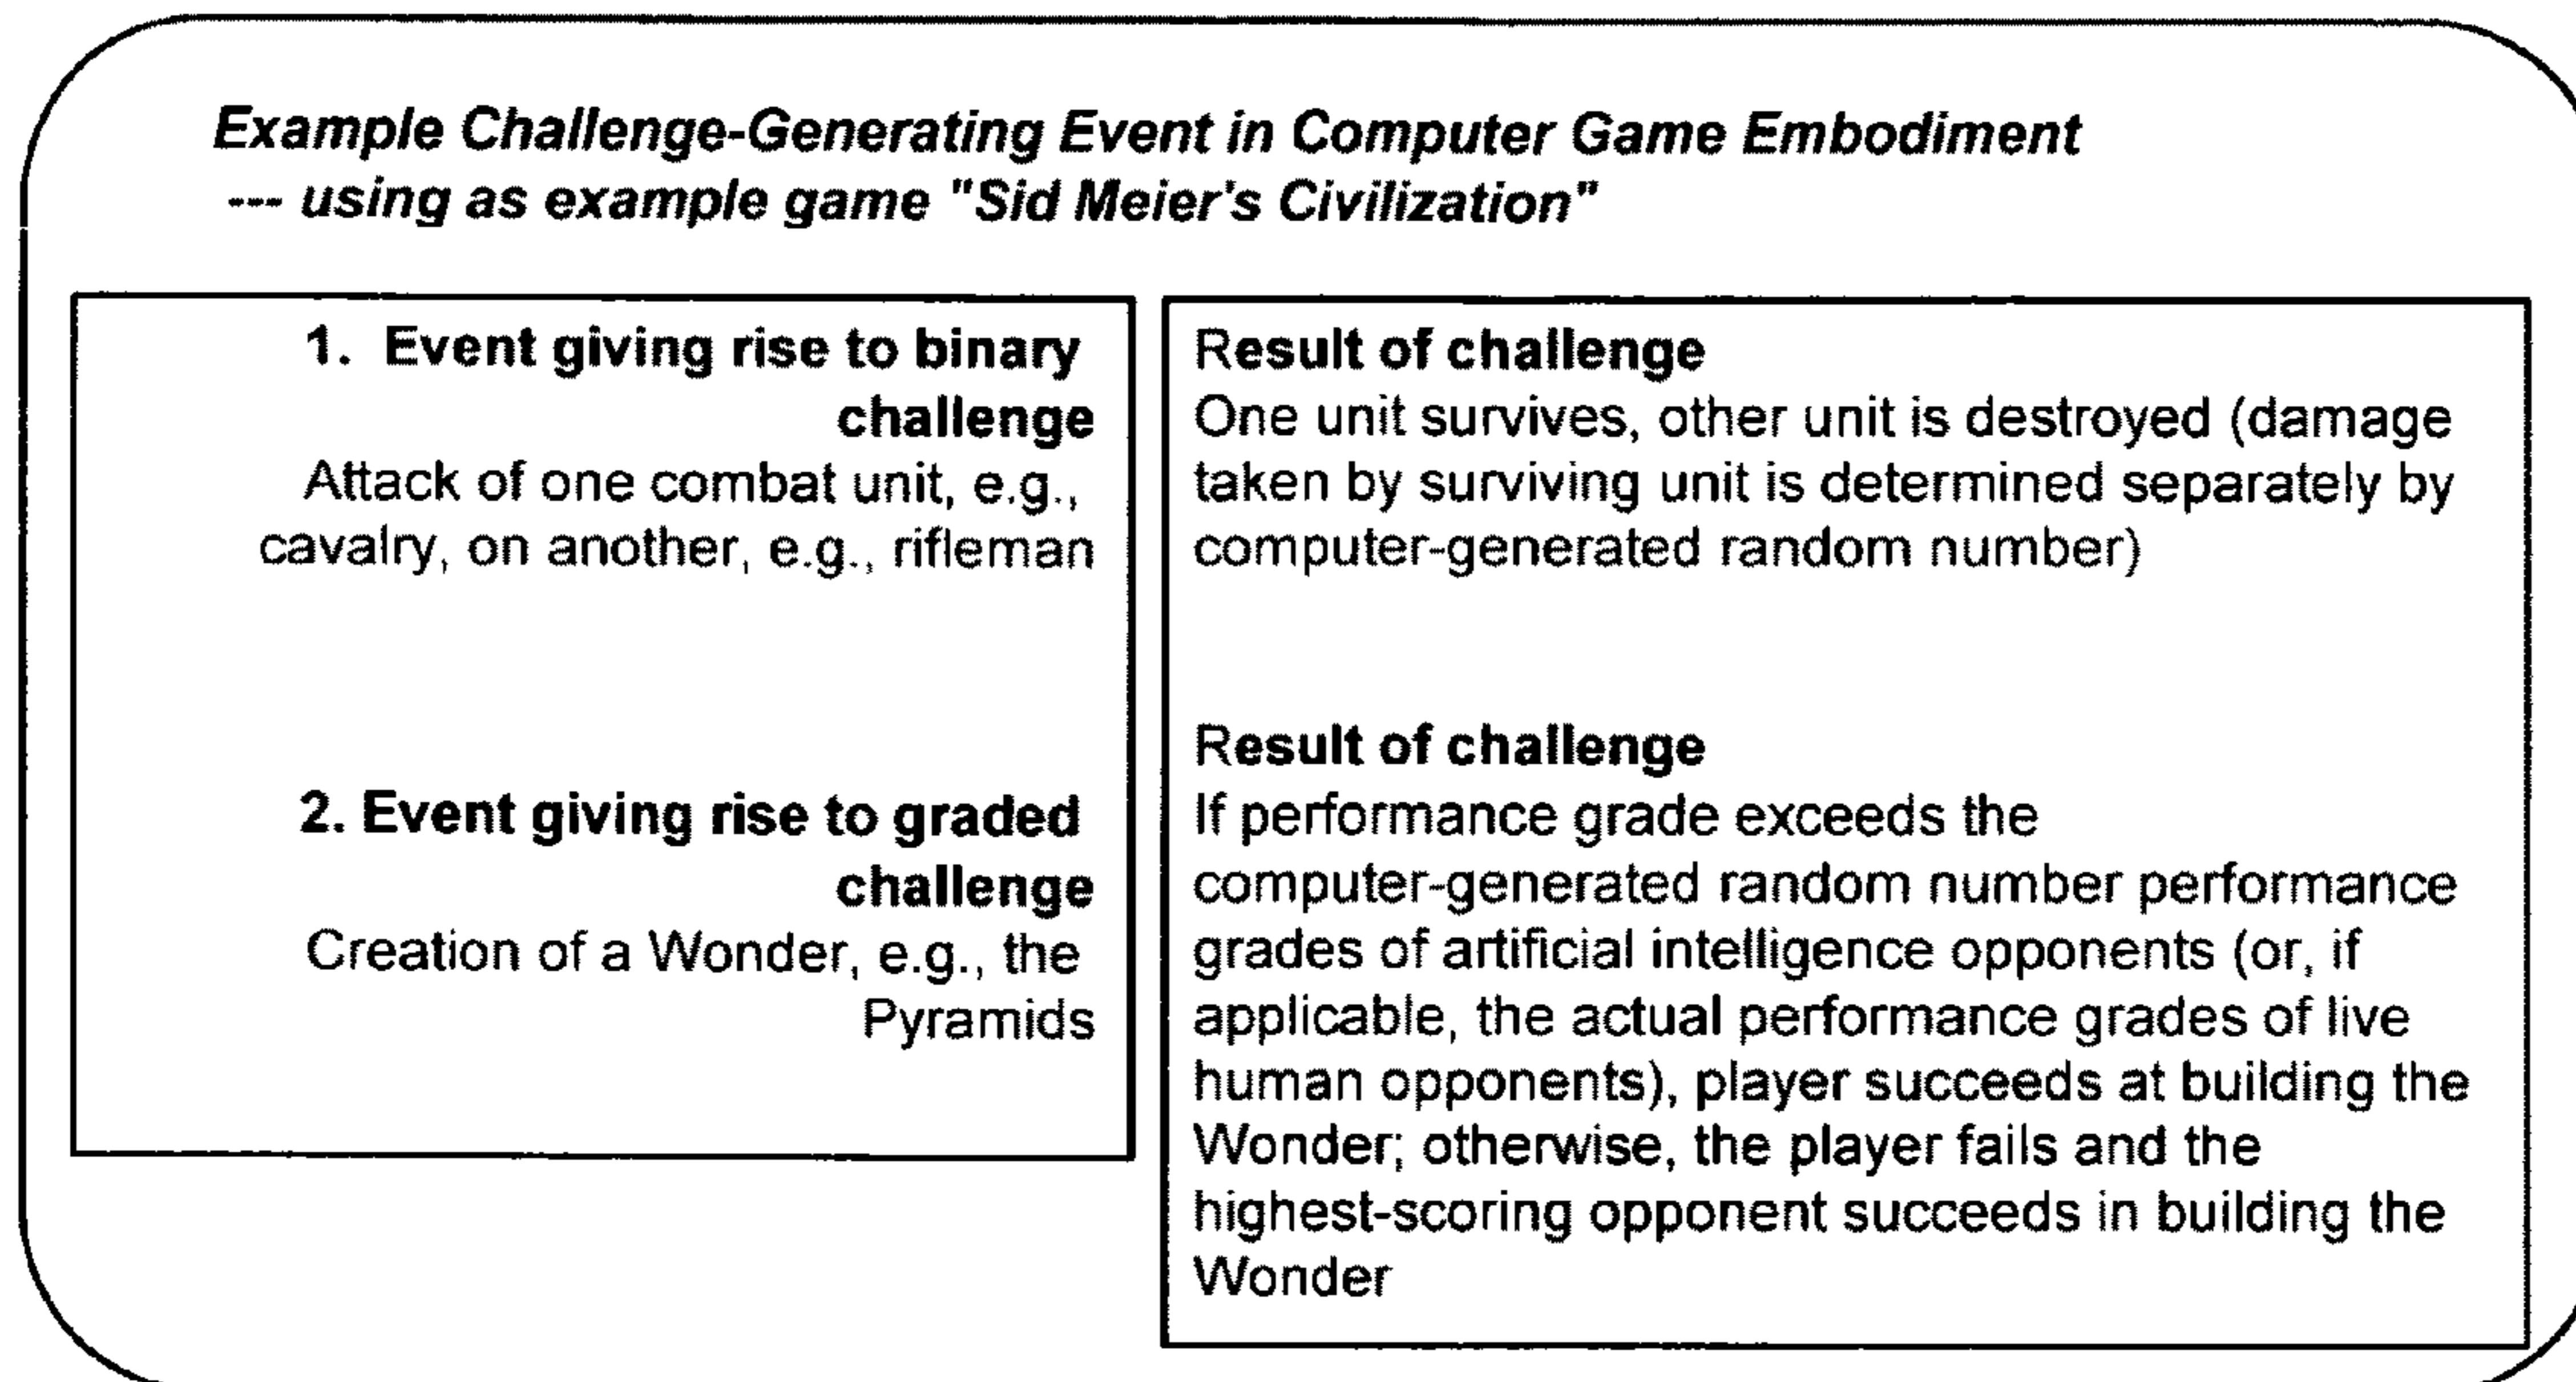 Example Challenge-Generating Event in Computer Game Embodiment
--- using as example game "Sid Meier's Civilization"
1. Event giving rise to binary
challenge
Attack of one combat unit, e.g.,
cavalry, on another, e.g., rifleman
Result of challenge
One unit survives, other unit is destroyed (damage
taken by surviving unit is determined separately by
computer-generated random number)
2. Event giving rise to graded
challenge
Creation of a Wonder, e.g., the
Pyramids
Result of challenge
If performance grade exceeds the
computer-generated random number performance
grades of artificial intelligence opponents (or, if
applicable, the actual performance grades of live
human opponents), player succeeds at building the
Wonder; otherwise, the player fails and the
highest-scoring opponent succeeds in building the
Wonder